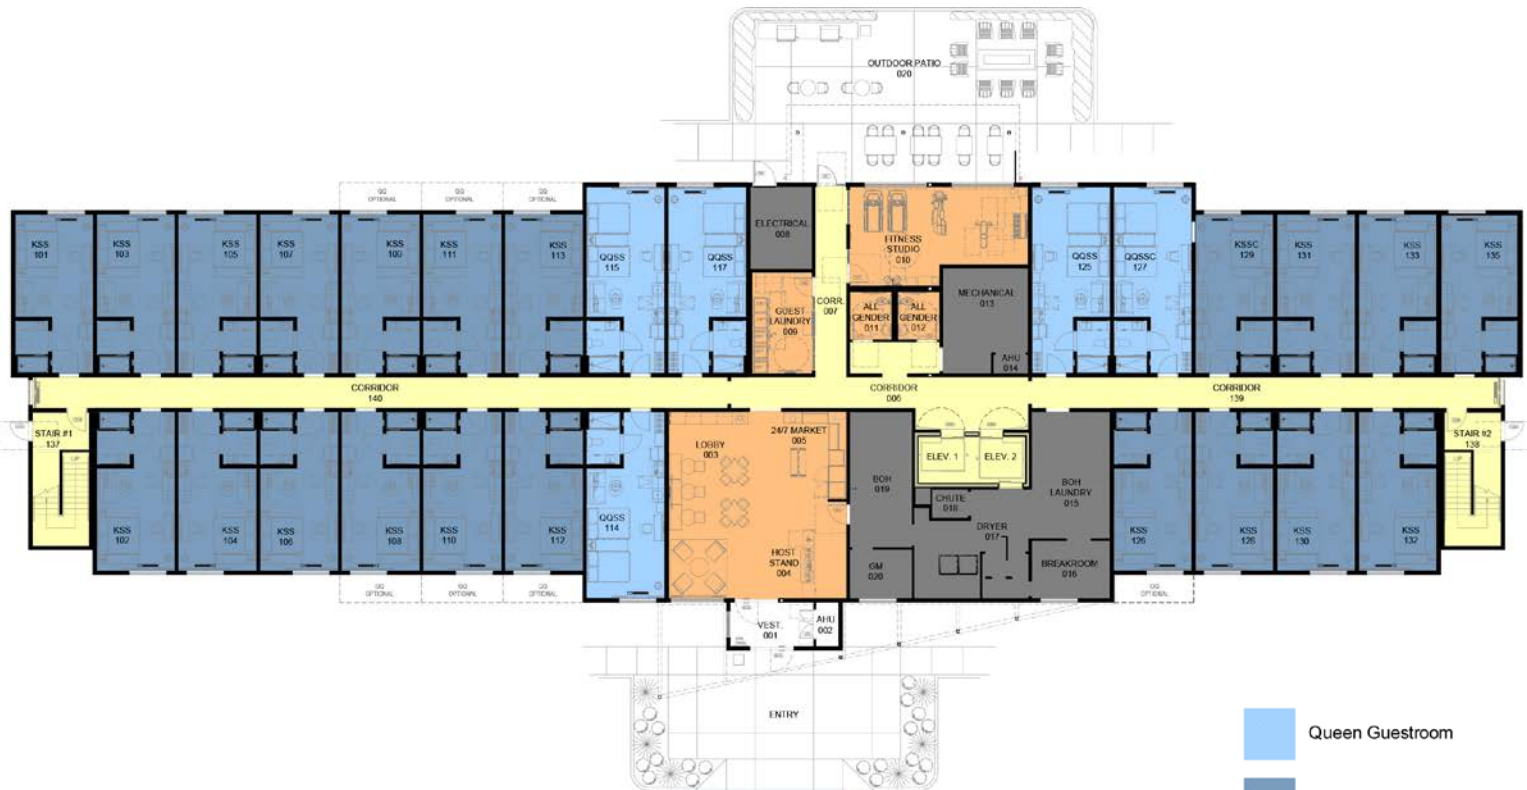 OUTDOOR PATIO
020
QQ
OPTIONAL
QQ
OPTIONAL
QQ
OPTIONAL
KSS
101
KSS
103
KSS
105
KSS
107
KSS
109
KSS
111
KSS
113
QQSS
115
QQSS
117
ELECTRICAL
008
GUEST
LAUNDRY
009
CORR.
007
FITNESS
STUDIO
010
ALL
GENDER
011
ALL
GENDER
012
MECHANICAL
013
AHU
014
QQSS
125
QQSSC
127
KSSC
129
KSS
131
KSS
133
KSS
135
CORRIDOR
140
CORRIDOR
006
CORRIDOR
139
STAIR #1
137
UP
KSS
102
KSS
104
KSS
106
KSS
108
KSS
110
KSS
112
QQSS
114
LOBBY
003
24/7 MARKET
005
HOST
STAND
004
BOH
019
GM
020
ELEV. 1
ELEV. 2
CHUTE
018
DRYER
017
BOH
LAUNDRY
015
BREAKROOM
016
KSS
126
KSS
128
KSS
130
KSS
132
STAIR #2
138
UP
QQ
OPTIONAL
QQ
OPTIONAL
QQ
OPTIONAL
QQ
OPTIONAL
VEST.
001
AHU
002
ENTRY
Queen Guestroom